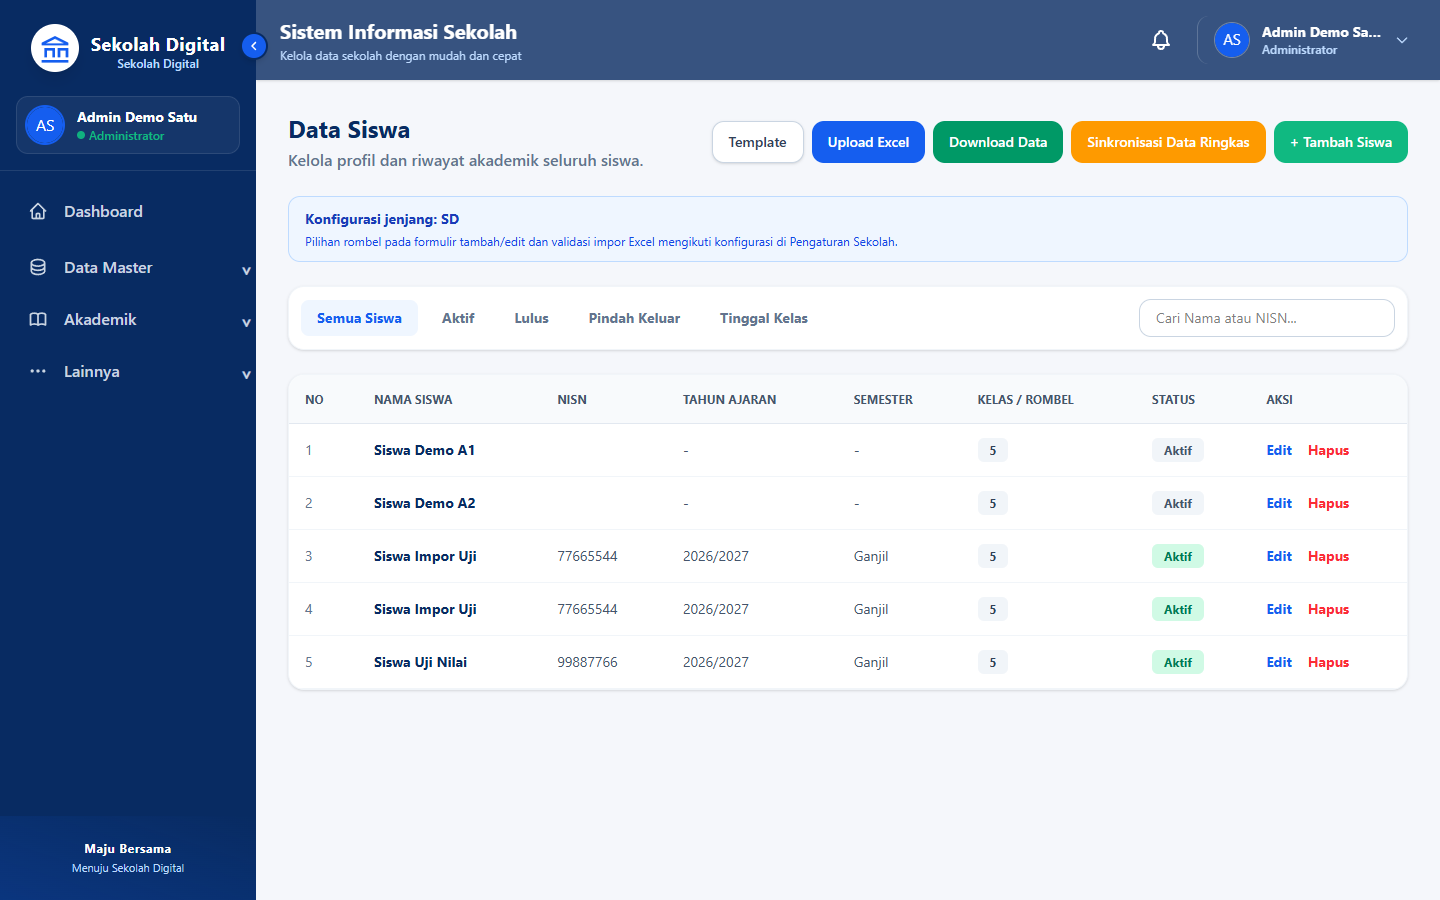 Sekolah Digital
Sekolah Digital
AS
Admin Demo Satu
Administrator
Dashboard
Data Master
v
Akademik
v
Lainnya
v
Maju Bersama
Menuju Sekolah Digital
Sistem Informasi Sekolah
Kelola data sekolah dengan mudah dan cepat
AS
Admin Demo Sa...
Administrator
Data Siswa
Kelola profil dan riwayat akademik seluruh siswa.
Template
Upload Excel
Download Data
Sinkronisasi Data Ringkas
+ Tambah Siswa
Konfigurasi jenjang: SD
Pilihan rombel pada formulir tambah/edit dan validasi impor Excel mengikuti konfigurasi di Pengaturan Sekolah.
Semua Siswa Aktif Lulus Pindah Keluar Tinggal Kelas
Cari Nama atau NISN...
NO NAMA SISWA NISN TAHUN AJARAN SEMESTER KELAS / ROMBEL STATUS AKSI
1 Siswa Demo A1 - - 5 Aktif Edit Hapus
2 Siswa Demo A2 - - 5 Aktif Edit Hapus
3 Siswa Impor Uji 77665544 2026/2027 Ganjil 5 Aktif Edit Hapus
4 Siswa Impor Uji 77665544 2026/2027 Ganjil 5 Aktif Edit Hapus
5 Siswa Uji Nilai 99887766 2026/2027 Ganjil 5 Aktif Edit Hapus